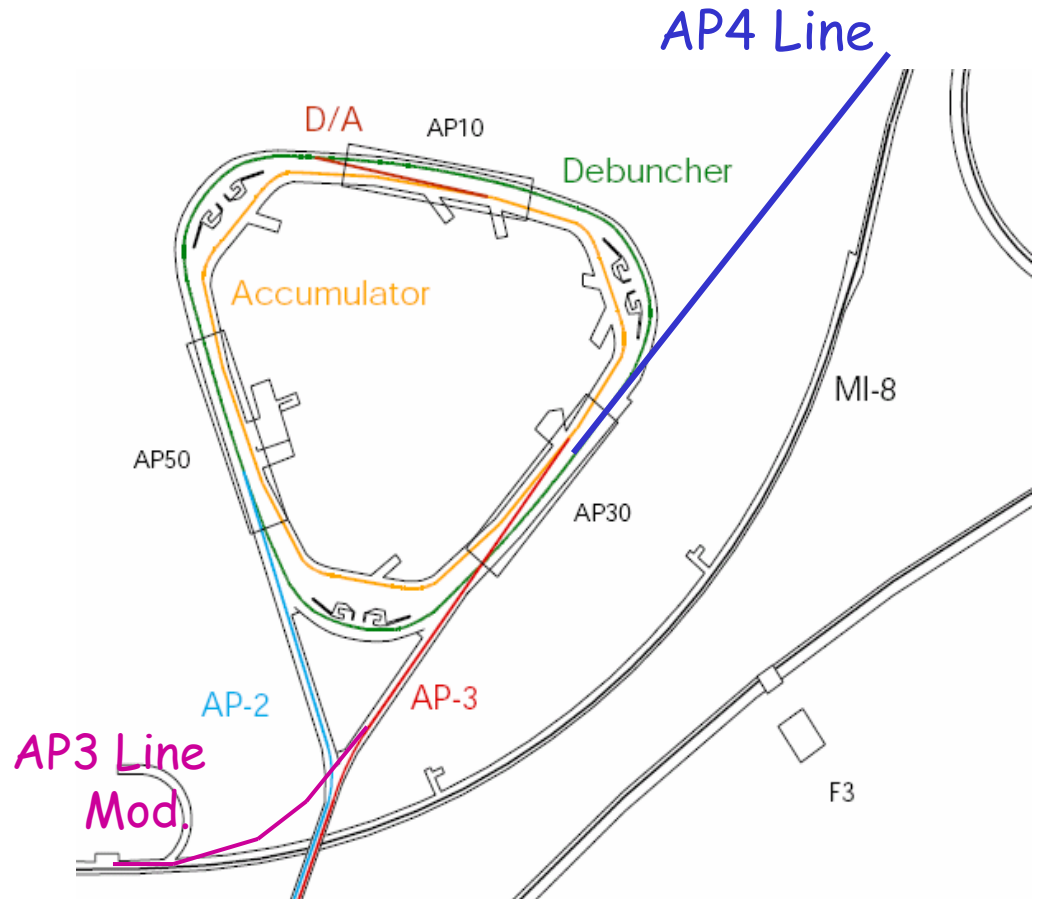 AP4 Line
D/A
AP10
Debuncher
Accumulator
MI-8
AP50
AP30
AP-2
AP-3
AP3 Line
Mod.
F3